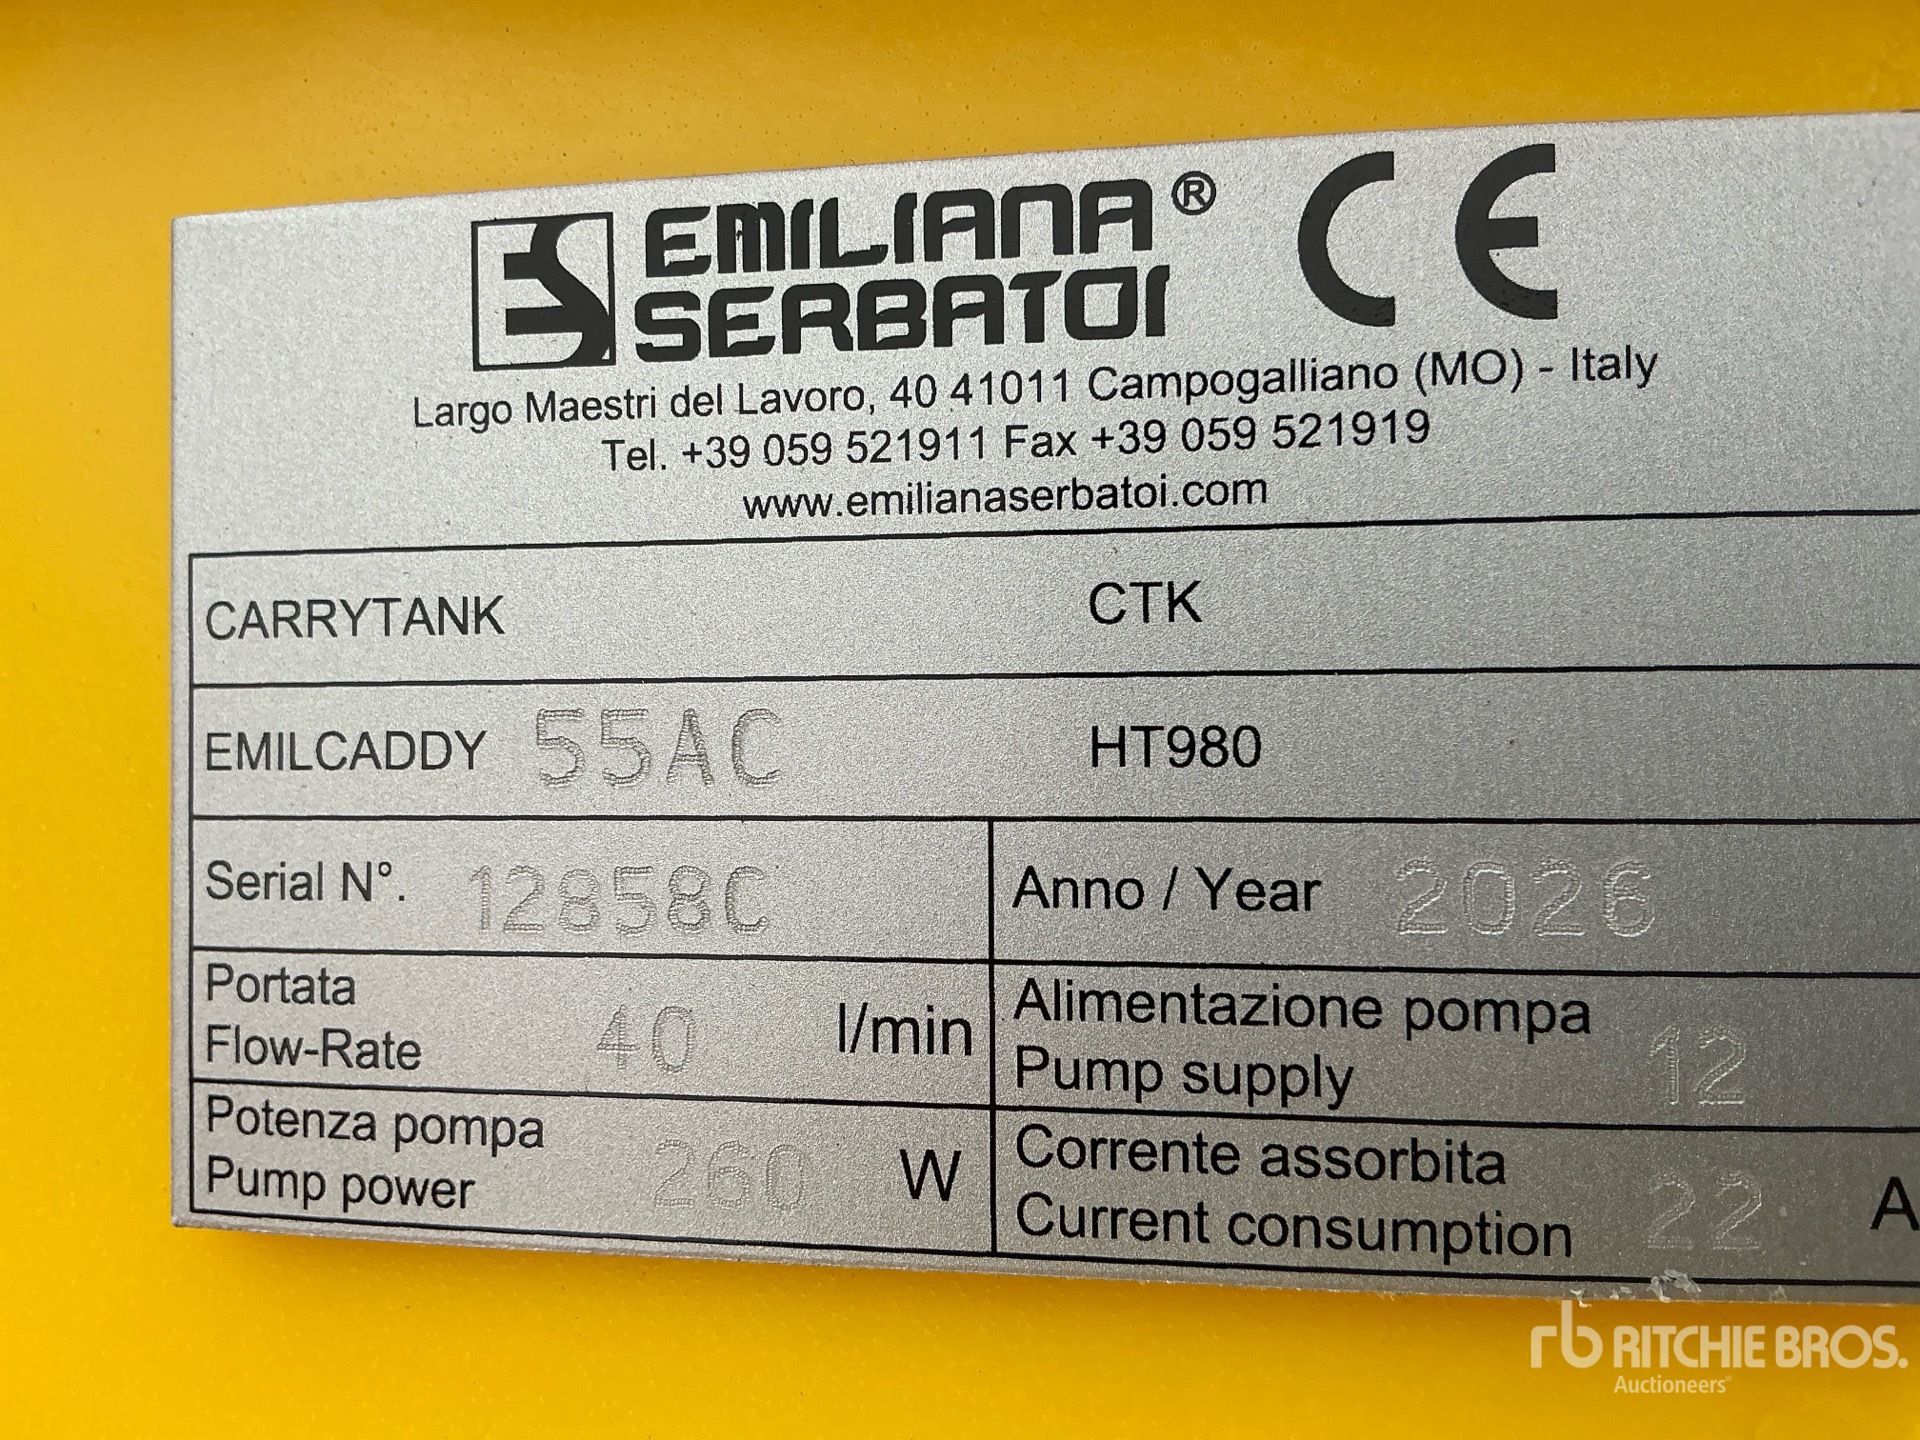 EMILIANA®
SERBATOI
CE
Largo Maestri del Lavoro, 40 41011 Campogalliano (MO) - Italy
Tel. +39 059 521911 Fax +39 059 521919
www.emilianaserbatoi.com
CARRYTANK CTK
EMILCADDY 55AC HT980
Serial N°. 12858C Anno / Year 2026
Portata
Flow-Rate 40 l/min
Alimentazione pompa
Pump supply 12
Potenza pompa
Pump power 260 W
Corrente assorbita
Current consumption 22 A
rb RITCHIE BROS.
Auctioneers